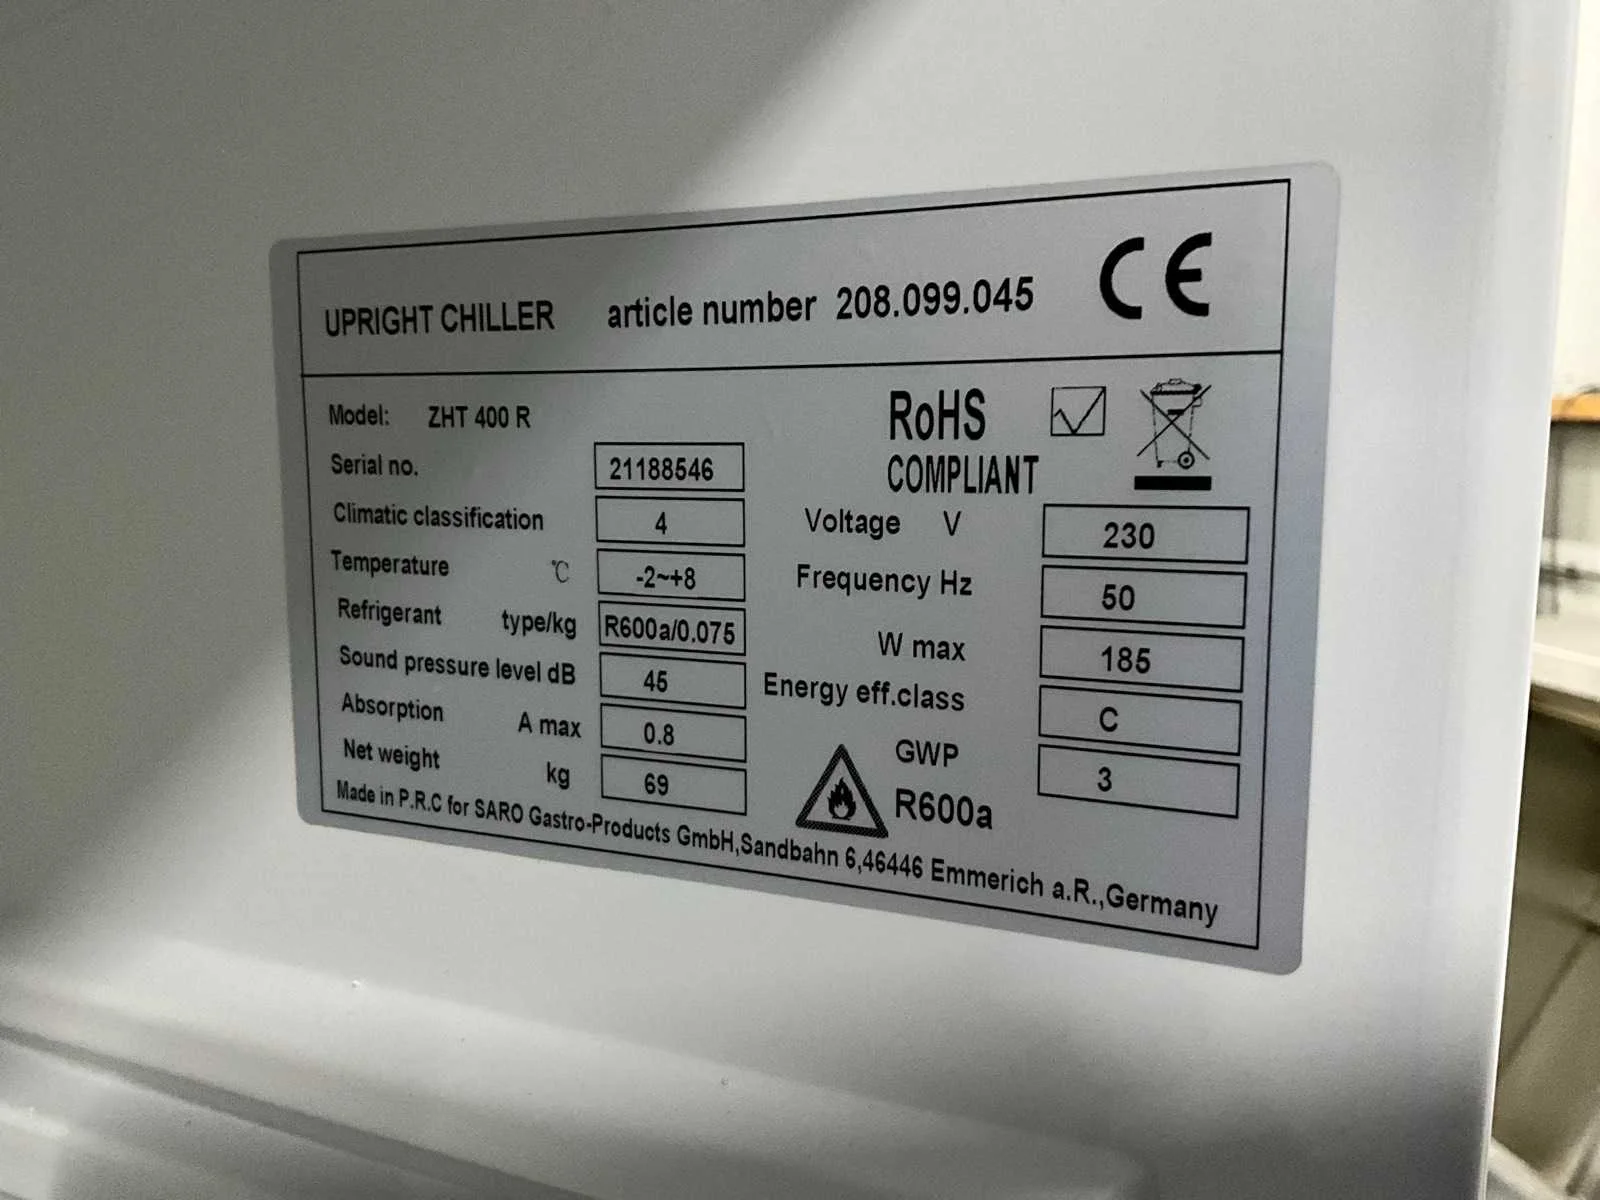 UPRIGHT CHILLER article number 208.099.045 CE
Model: ZHT 400 R
RoHS
COMPLIANT
Serial no. 21188546
Climatic classification 4
Temperature °C -2~+8
Refrigerant type/kg R600a/0.075
Sound pressure level dB 45
Absorption A max 0.8
Net weight kg 69
Voltage V 230
Frequency Hz 50
W max 185
Energy eff.class C
GWP 3
R600a
Made in P.R.C for SARO Gastro-Products GmbH,Sandbahn 6,46446 Emmerich a.R.,Germany